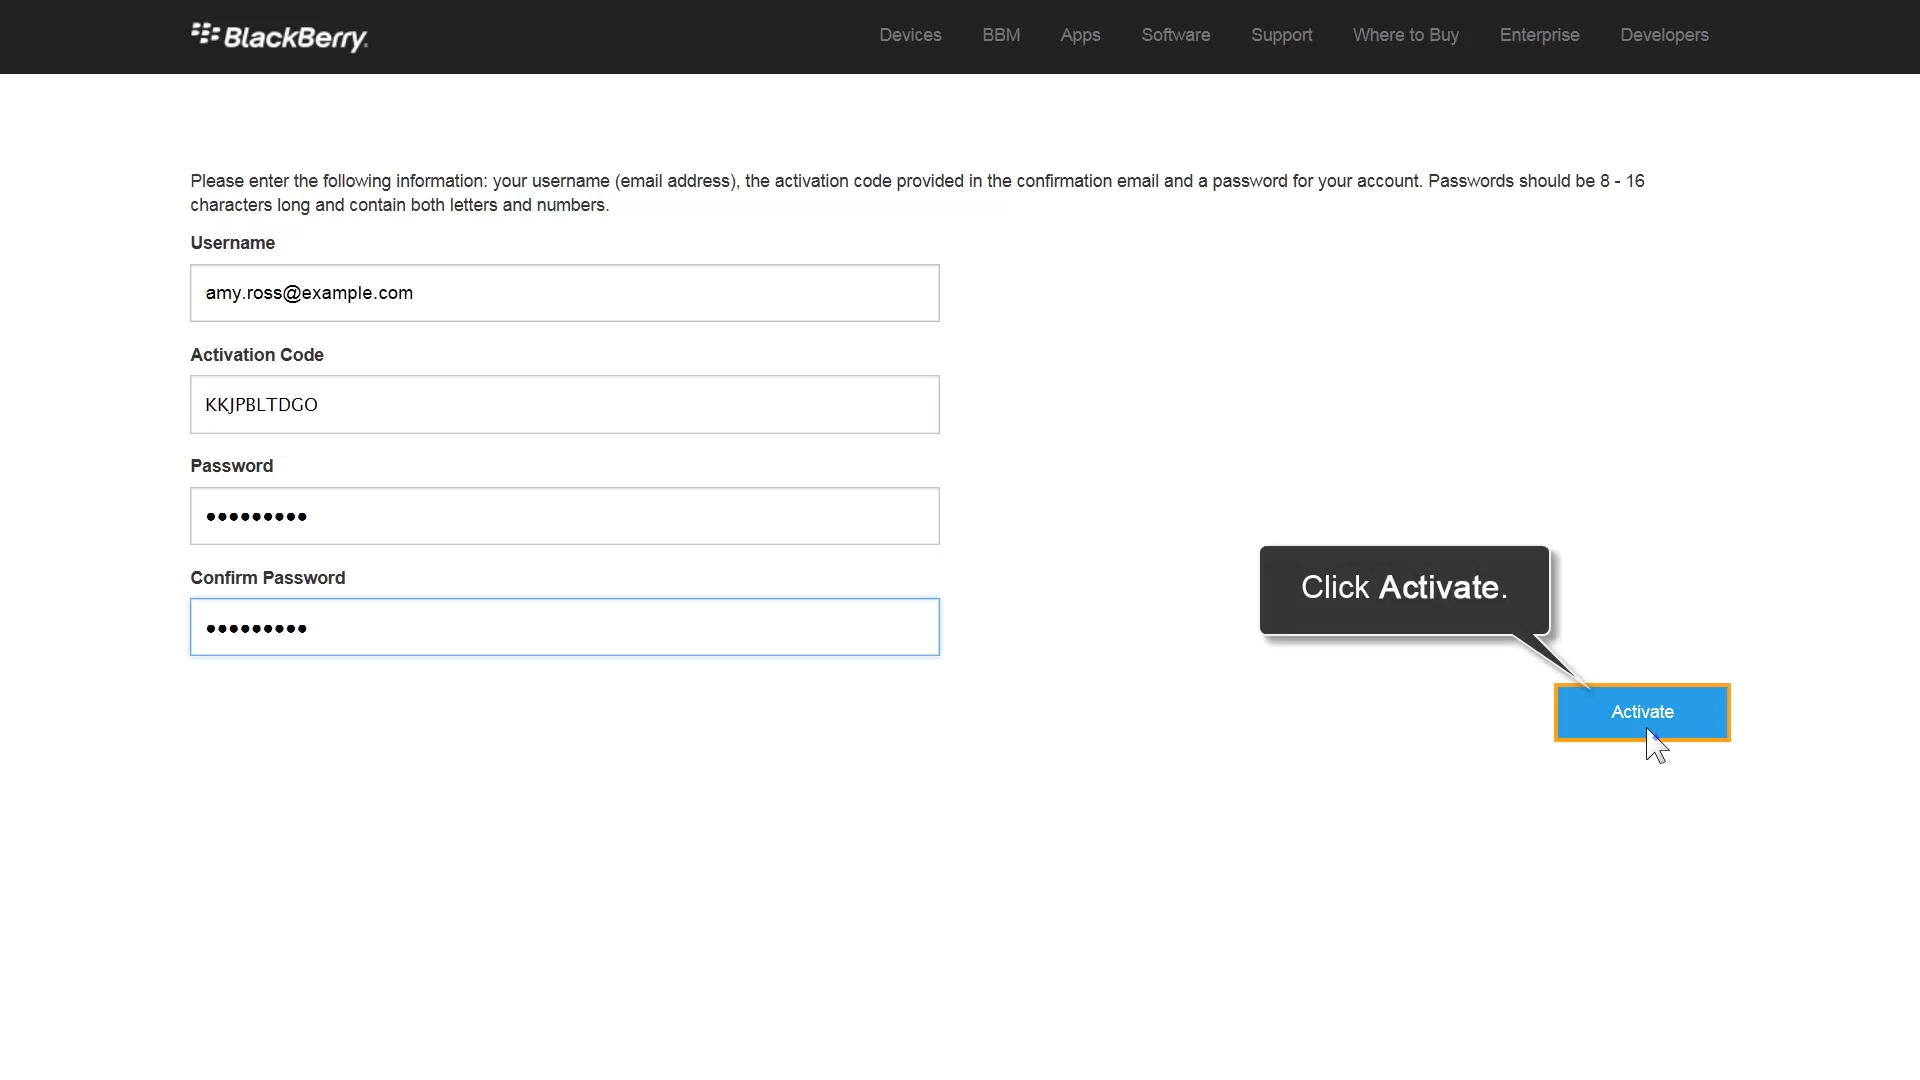 BlackBerry.
Devices BBM Apps Software Support Where to Buy Enterprise Developers
Please enter the following information: your username (email address), the activation code provided in the confirmation email and a password for your account. Passwords should be 8 - 16
characters long and contain both letters and numbers.
Username
amy.ross@example.com
Activation Code
KKJPBLTDGO
Password
●●●●●●●●●
Confirm Password
●●●●●●●●●
Click Activate.
Activate